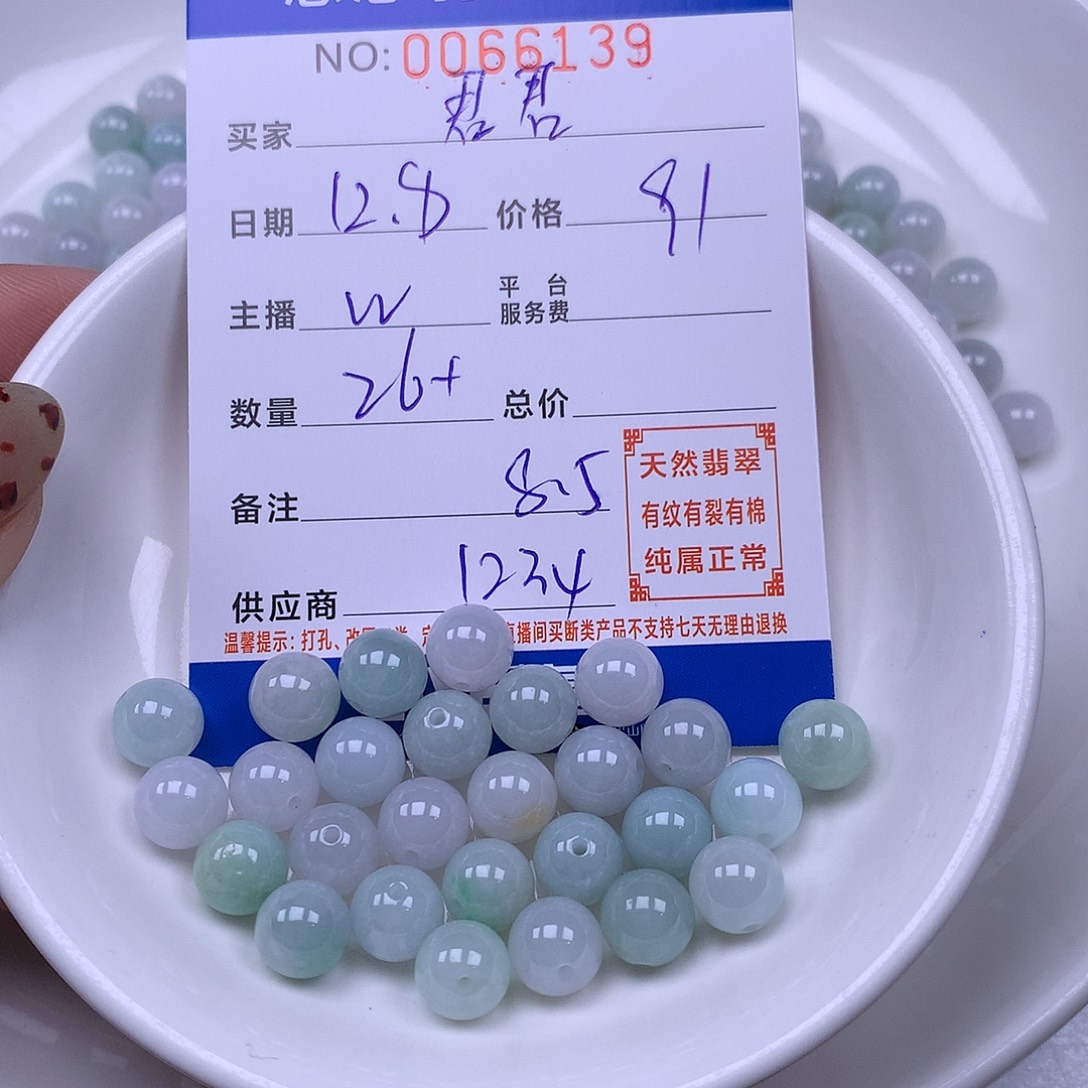 NO: 0066139
买家 君君
日期 12.8 价格 91
主播 W 平台服务费
数量 26+ 总价
备注 8.5
供应商 1234
天然翡翠
有纹有裂有棉
纯属正常
温馨提示: 打孔、改 播间买断类产品不支持七天无理由退换